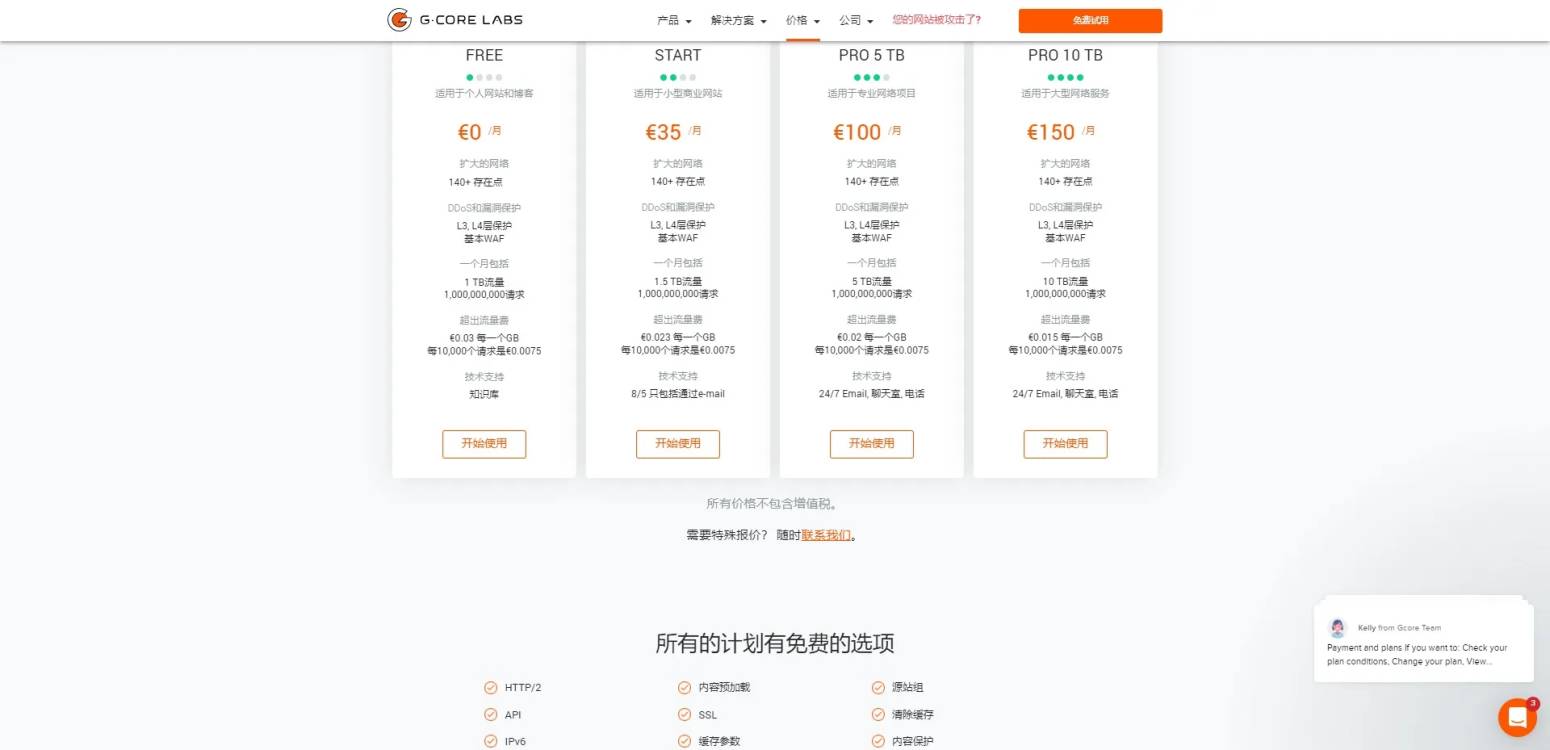 G·CORE LABS
产品 解决方案 价格 公司 您的网站被攻击了? 免费试用
FREE
适用于个人网站和博客
€0 /月
扩大的网络
140+ 存在点
DDoS和漏洞保护
L3, L4层保护
基本WAF
一个月包括
1 TB流量
1,000,000,000请求
超出流量费
€0.03 每一个GB
每10,000个请求是€0.0075
技术支持
知识库
开始使用
START
适用于小型商业网站
€35 /月
扩大的网络
140+ 存在点
DDoS和漏洞保护
L3, L4层保护
基本WAF
一个月包括
1.5 TB流量
1,000,000,000请求
超出流量费
€0.023 每一个GB
每10,000个请求是€0.0075
技术支持
8/5 只包括通过e-mail
开始使用
PRO 5 TB
适用于专业网络项目
€100 /月
扩大的网络
140+ 存在点
DDoS和漏洞保护
L3, L4层保护
基本WAF
一个月包括
5 TB流量
1,000,000,000请求
超出流量费
€0.02 每一个GB
每10,000个请求是€0.0075
技术支持
24/7 Email, 聊天室, 电话
开始使用
PRO 10 TB
适用于大型网络服务
€150 /月
扩大的网络
140+ 存在点
DDoS和漏洞保护
L3, L4层保护
基本WAF
一个月包括
10 TB流量
1,000,000,000请求
超出流量费
€0.015 每一个GB
每10,000个请求是€0.0075
技术支持
24/7 Email, 聊天室, 电话
开始使用
所有价格不包含增值税。
需要特殊报价? 随时联系我们。
所有的计划有免费的选项
HTTP/2 内容预加载 源站组
API SSL 清除缓存
IPv6 缓存参数 内容保护
Kelly from Gcore Team
Payment and plans If you want to: Check your
plan conditions, Change your plan, View...
3